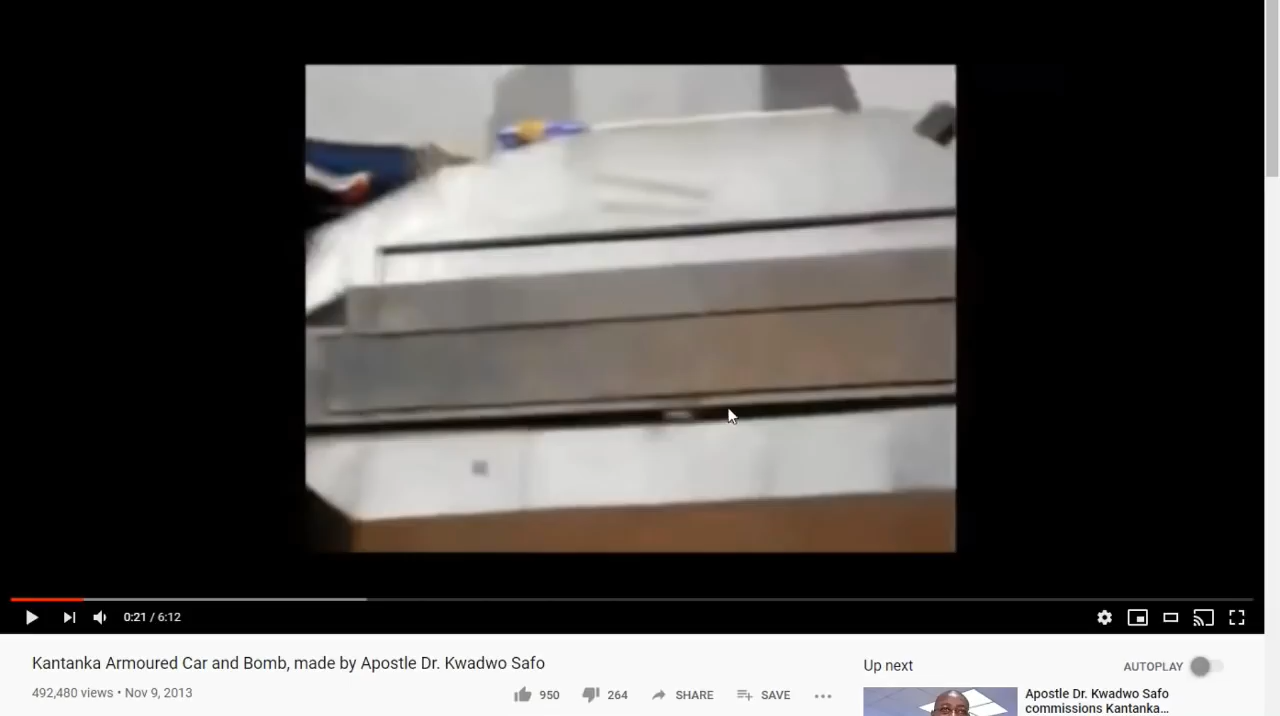 0:21 / 6:12
Kantanka Armoured Car and Bomb, made by Apostle Dr. Kwadwo Safo
492,480 views • Nov 9, 2013
950
264
SHARE
SAVE
Up next
AUTOPLAY
Apostle Dr. Kwadwo Safo
commissions Kantanka...